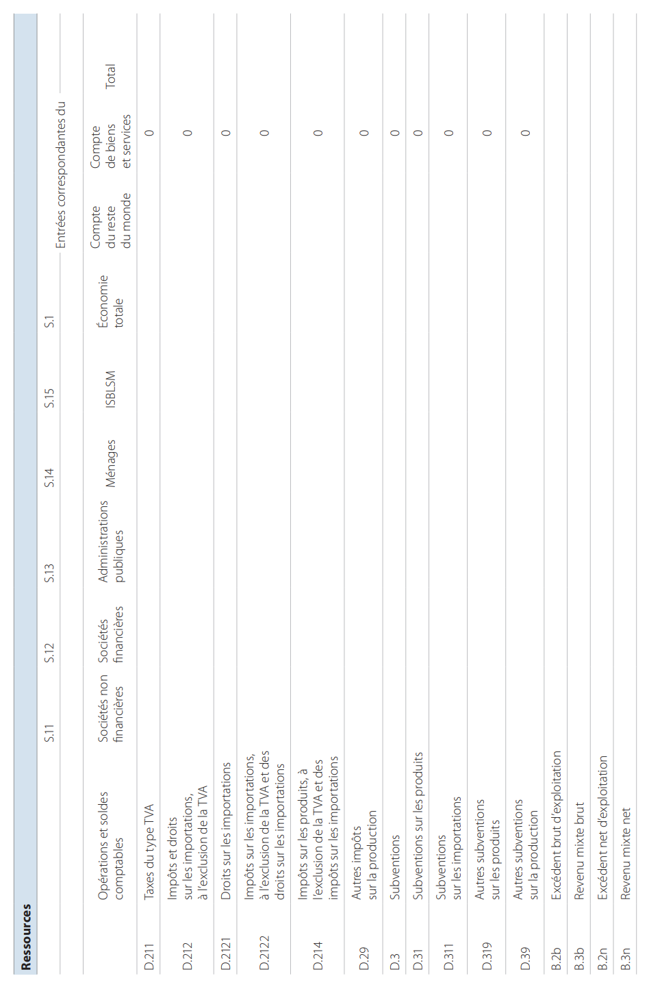 Ressources
S.11 S.12 S.13 S.14 S.15 S.1 Entrées correspondantes du
Opérations et soldes
comptables
Sociétés non
financières
Sociétés
financières
Administrations
publiques
Ménages
ISBLSM
Économie
totale
Compte
du reste
du monde
Compte
de biens
et services
Total
D.211 Taxes du type TVA 0
D.212 Impôts et droits
sur les importations,
à l’exclusion de la TVA 0
D.2121 Droits sur les importations 0
D.2122 Impôts sur les importations,
à l’exclusion de la TVA et des
droits sur les importations 0
D.214 Impôts sur les produits, à
l’exclusion de la TVA et des
impôts sur les importations 0
D.29 Autres impôts
sur la production 0
D.3 Subventions 0
D.31 Subventions sur les produits 0
D.311 Subventions
sur les importations 0
D.319 Autres subventions
sur les produits 0
D.39 Autres subventions
sur la production 0
B.2b Excédent brut d’exploitation
B.3b Revenu mixte brut
B.2n Excédent net d’exploitation
B.3n Revenu mixte net